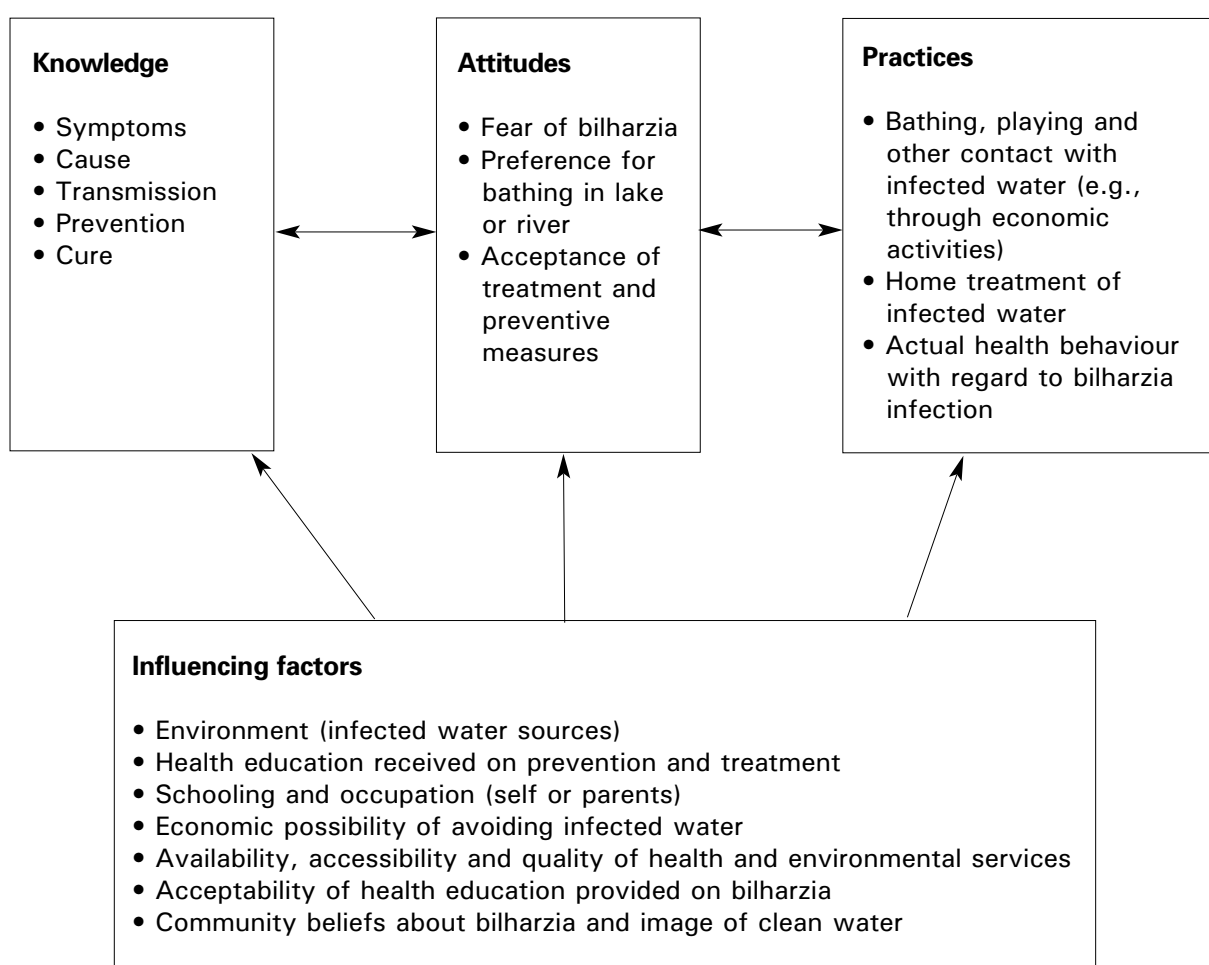 Knowledge
• Symptoms
• Cause
• Transmission
• Prevention
• Cure
Attitudes
• Fear of bilharzia
• Preference for
bathing in lake
or river
• Acceptance of
treatment and
preventive
measures
Practices
• Bathing, playing and
other contact with
infected water (e.g.,
through economic
activities)
• Home treatment of
infected water
• Actual health behaviour
with regard to bilharzia
infection
Influencing factors
• Environment (infected water sources)
• Health education received on prevention and treatment
• Schooling and occupation (self or parents)
• Economic possibility of avoiding infected water
• Availability, accessibility and quality of health and environmental services
• Acceptability of health education provided on bilharzia
• Community beliefs about bilharzia and image of clean water